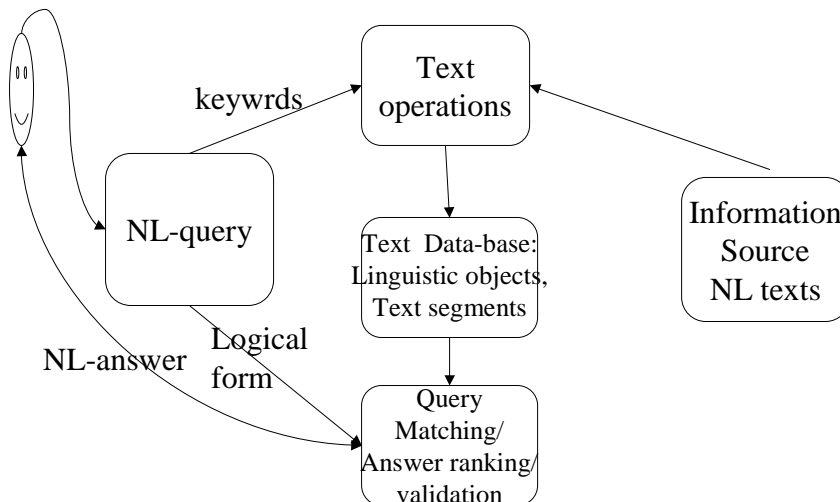 Text
operations
keywrds
NL-query
Information
Source
NL texts
Text Data-base:
Linguistic objects,
Text segments
Logical
form
NL-answer
Query
Matching/
Answer ranking/
validation